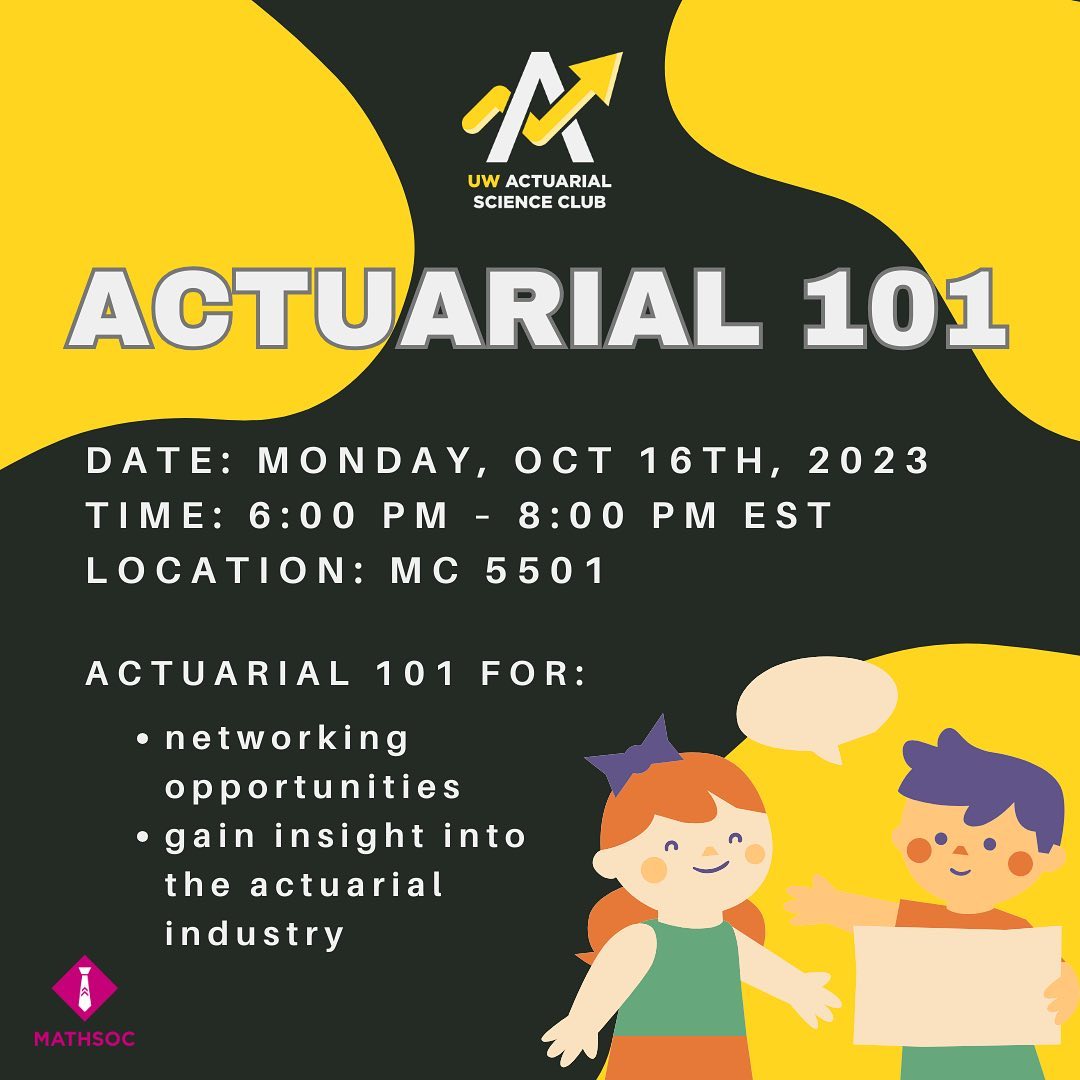 UW ACTUARIAL
SCIENCE CLUB
ACTUARIAL 101
DATE: MONDAY, OCT 16TH, 2023
TIME: 6:00 PM - 8:00 PM EST
LOCATION: MC 5501
ACTUARIAL 101 FOR:
• networking
opportunities
• gain insight into
the actuarial
industry
MATHSOC